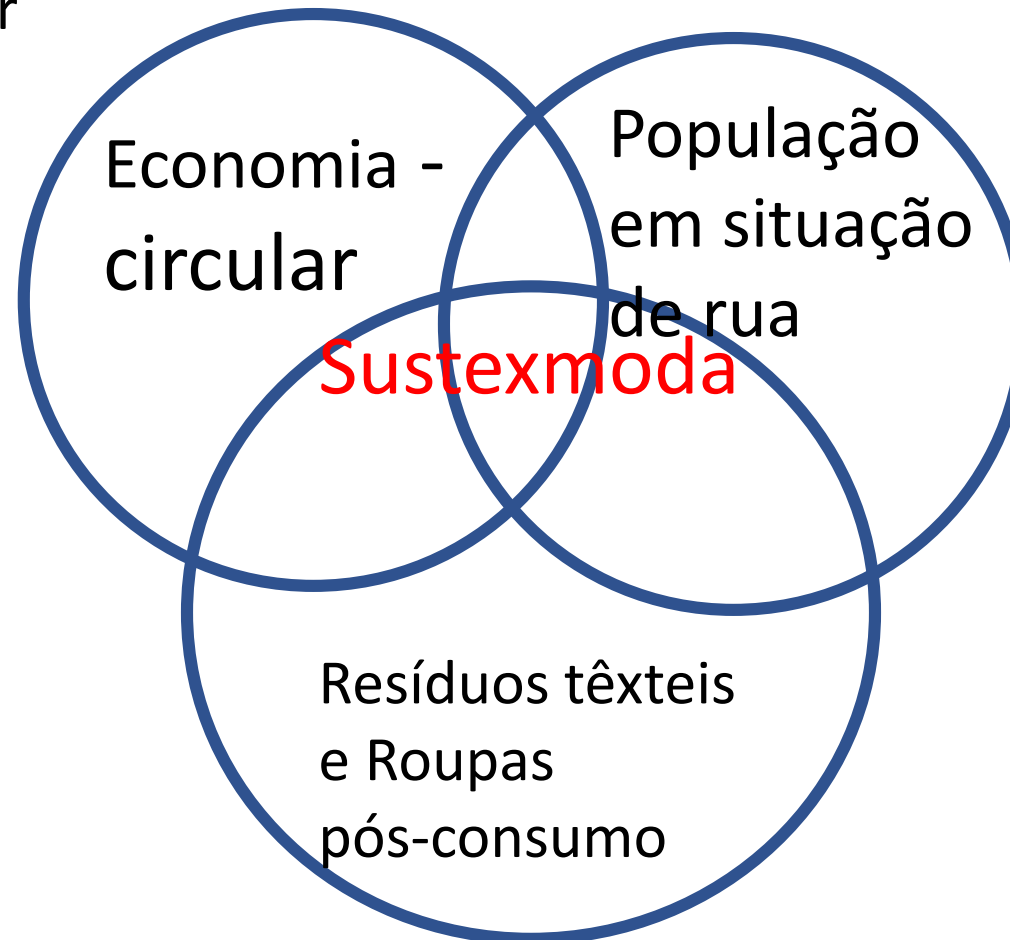 r
Economia -
circular
População
em situação
de rua
Sustexmoda
Resíduos têxteis
e Roupas
pós-consumo